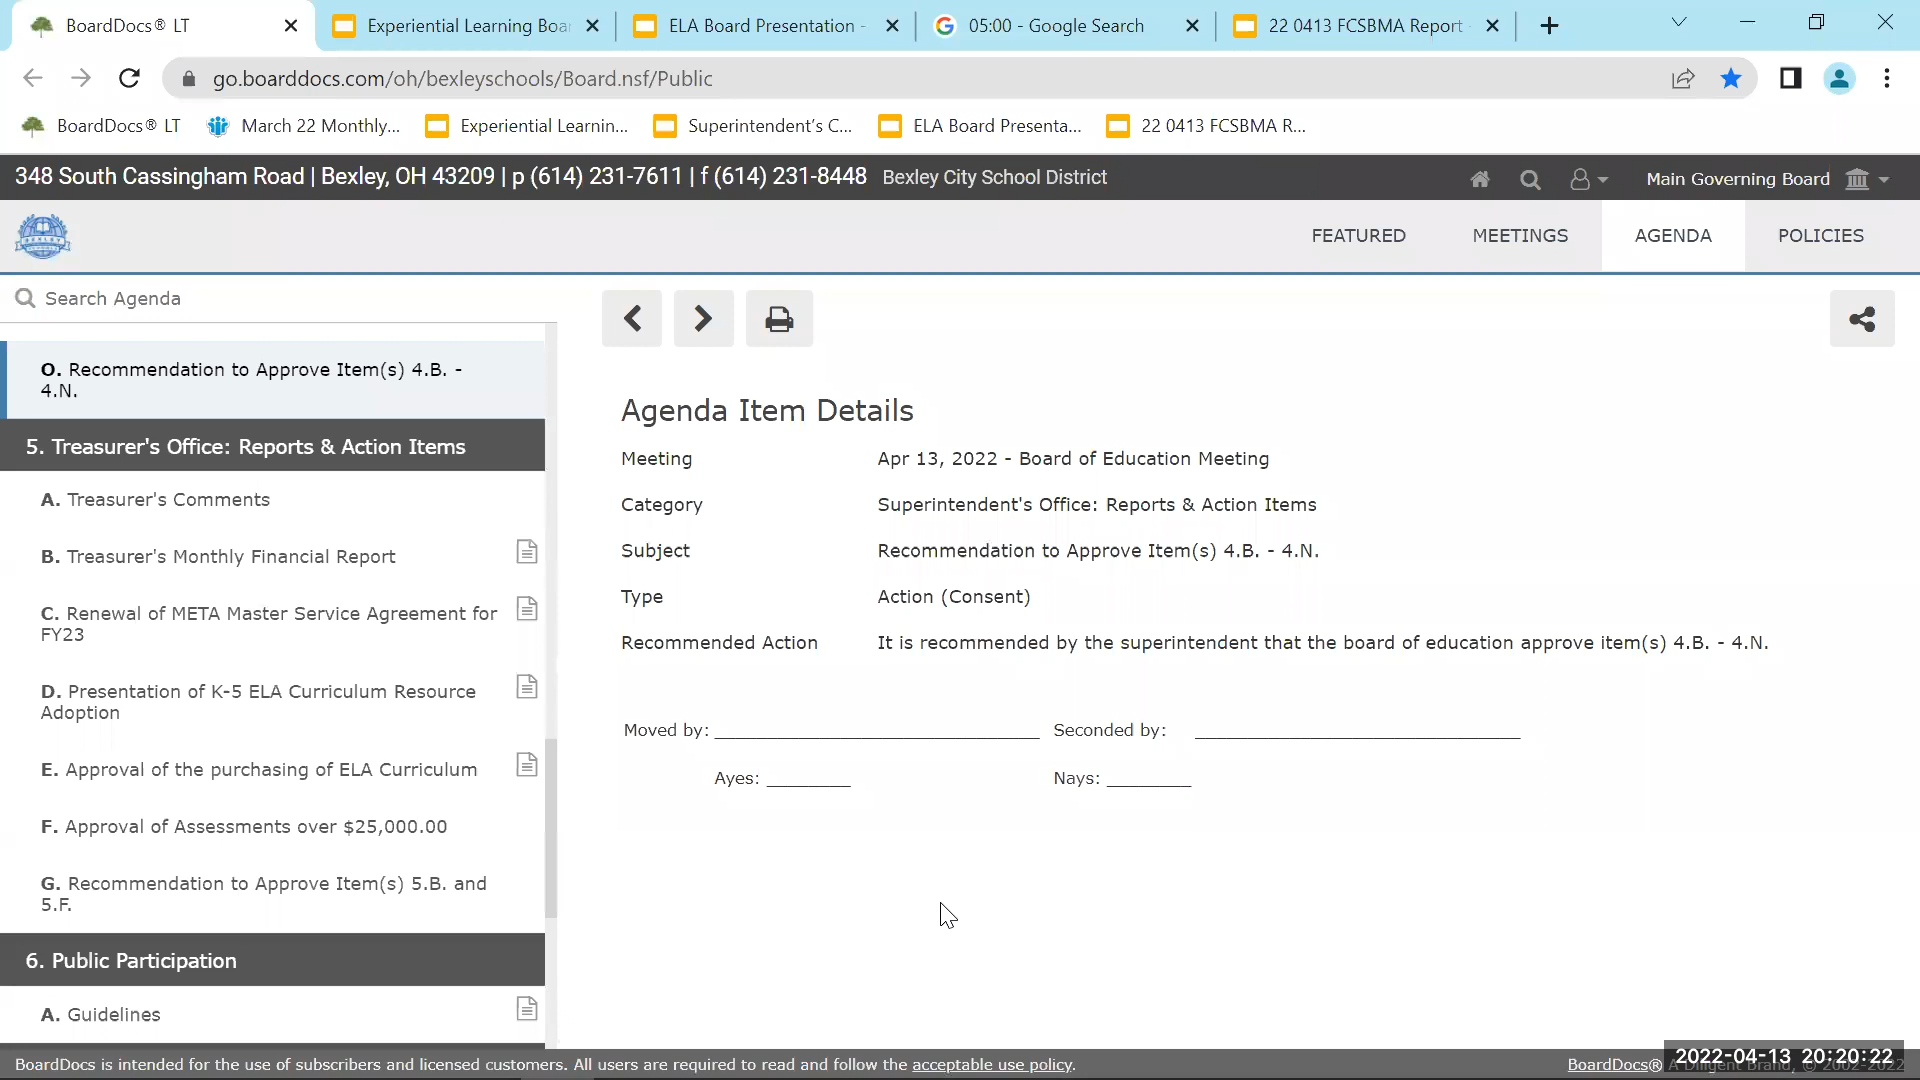 BoardDocs® LT
Experiential Learning Boa
ELA Board Presentation -
05:00 - Google Search
22 0413 FCSBMA Report
go.boarddocs.com/oh/bexleyschools/Board.nsf/Public
BoardDocs® LT
March 22 Monthly...
Experiential Learnin...
Superintendent's C...
ELA Board Presenta...
22 0413 FCSBMA R...
348 South Cassingham Road | Bexley, OH 43209 | p (614) 231-7611 | f (614) 231-8448 Bexley City School District
Main Governing Board
FEATURED
MEETINGS
AGENDA
POLICIES
Search Agenda
O. Recommendation to Approve Item(s) 4.B. -
4.N.
5. Treasurer's Office: Reports & Action Items
A. Treasurer's Comments
B. Treasurer's Monthly Financial Report
C. Renewal of META Master Service Agreement for
FY23
D. Presentation of K-5 ELA Curriculum Resource
Adoption
E. Approval of the purchasing of ELA Curriculum
F. Approval of Assessments over $25,000.00
G. Recommendation to Approve Item(s) 5.B. and
5.F.
6. Public Participation
A. Guidelines
Agenda Item Details
Meeting Apr 13, 2022 - Board of Education Meeting
Category Superintendent's Office: Reports & Action Items
Subject Recommendation to Approve Item(s) 4.B. - 4.N.
Type Action (Consent)
Recommended Action It is recommended by the superintendent that the board of education approve item(s) 4.B. - 4.N.
Moved by: Seconded by:
Ayes: Nays:
BoardDocs is intended for the use of subscribers and licensed customers. All users are required to read and follow the acceptable use policy.
BoardDocs® A Diligent Brand, © 2002-2022
2022-04-13 20:20:22